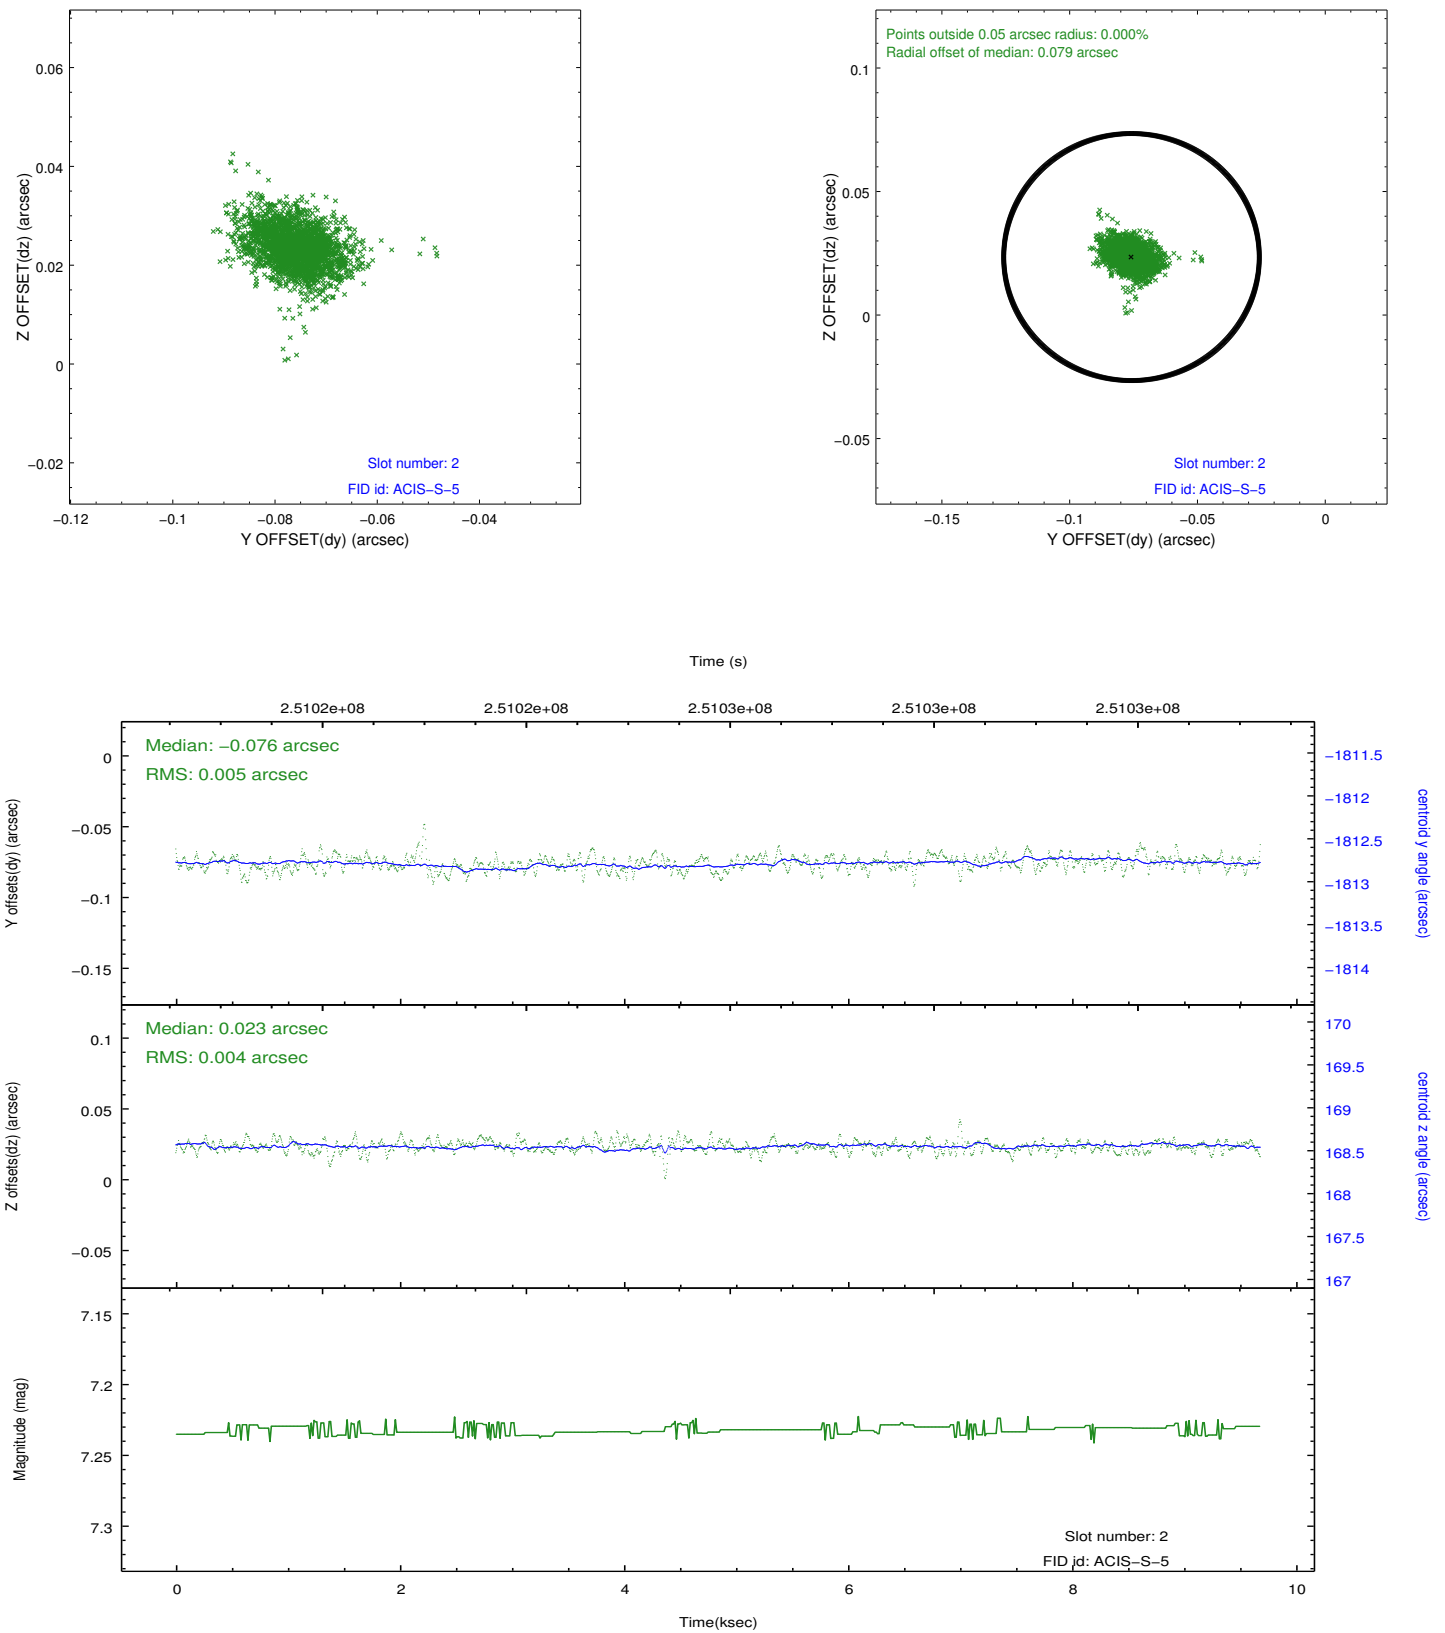 0.06
0.04
0.02
0
−0.02
−0.12
−0.1
−0.08
−0.06
−0.04
Z OFFSET(dz) (arcsec)
Y OFFSET(dy) (arcsec)
Slot number: 2
FID id: ACIS−S−5
Points outside 0.05 arcsec radius: 0.000%
Radial offset of median: 0.079 arcsec
0.1
0.05
0
−0.05
−0.15
−0.1
−0.05
0
Z OFFSET(dz) (arcsec)
Y OFFSET(dy) (arcsec)
Slot number: 2
FID id: ACIS−S−5
Time (s)
2.5102e+08
2.5102e+08
2.5103e+08
2.5103e+08
2.5103e+08
Median: −0.076 arcsec
RMS: 0.005 arcsec
0
−0.05
−0.1
−0.15
Y offsets(dy) (arcsec)
−1811.5
−1812
−1812.5
−1813
−1813.5
−1814
centroid y angle (arcsec)
Median: 0.023 arcsec
RMS: 0.004 arcsec
0.1
0.05
0
−0.05
Z offsets(dz) (arcsec)
170
169.5
169
168.5
168
167.5
167
centroid z angle (arcsec)
7.15
7.2
7.25
7.3
Magnitude (mag)
Slot number: 2
FID id: ACIS−S−5
0
2
4
6
8
10
Time(ksec)